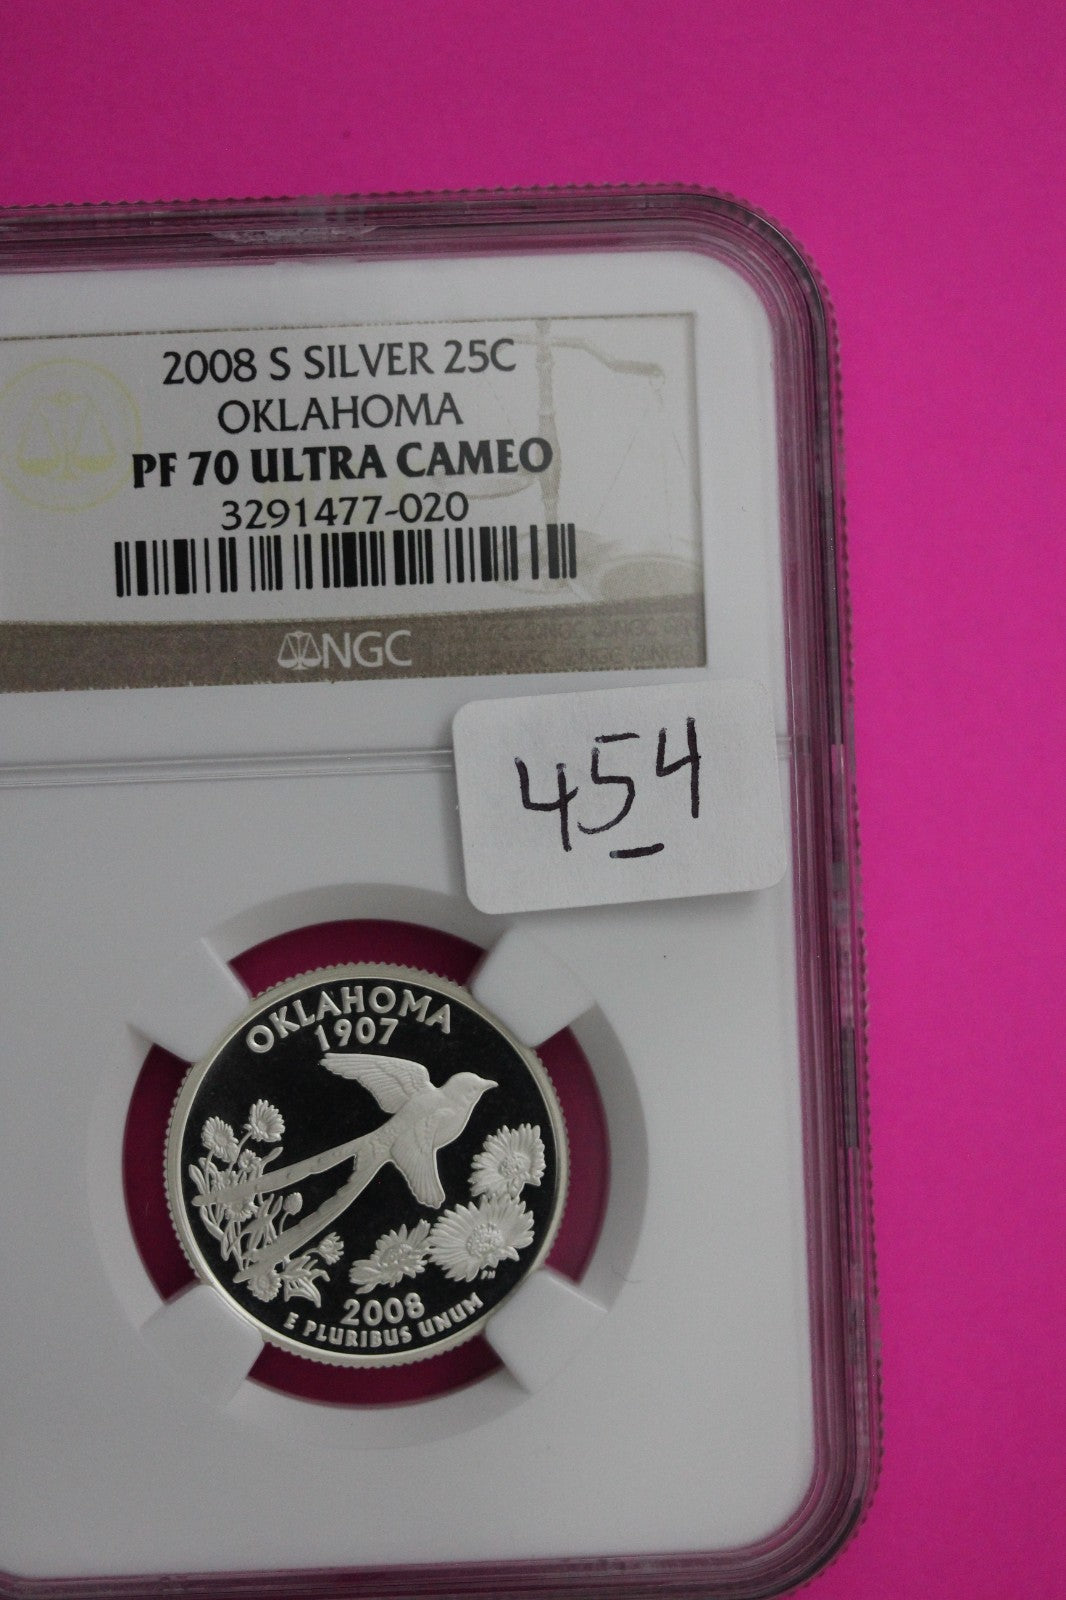 2008 S SILVER 25C
OKLAHOMA
PF 70 ULTRA CAMEO
3291477-020
NGC
454
OKLAHOMA
1907
2008
E PLURIBUS UNUM